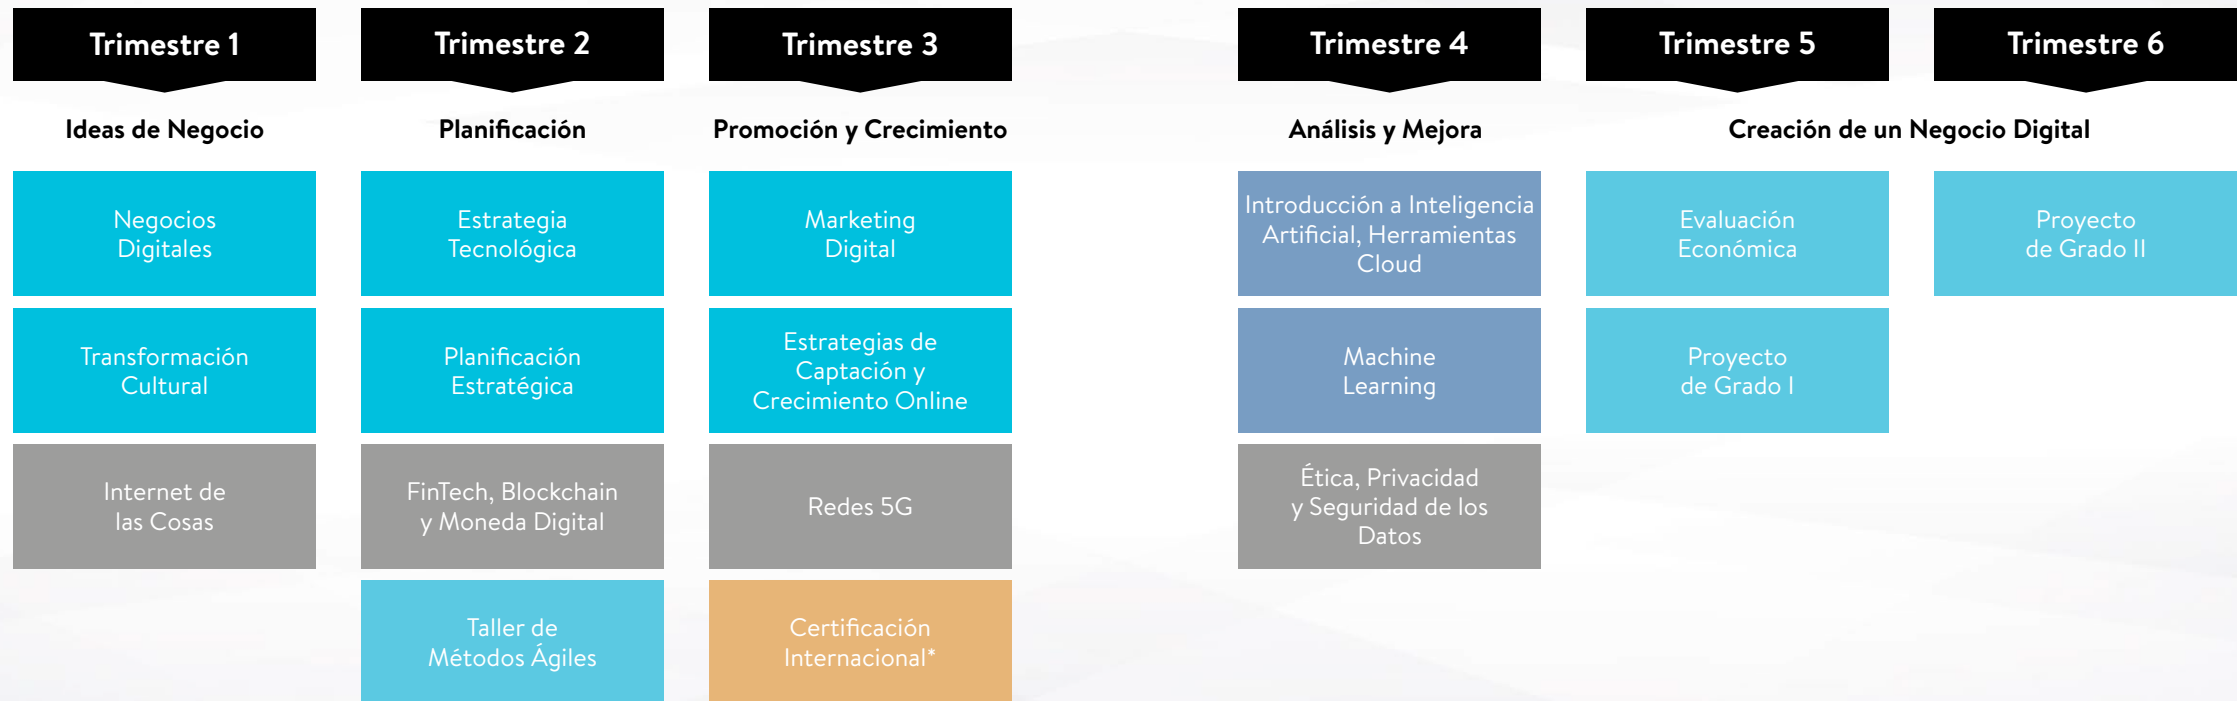 Trimestre 1
Ideas de Negocio
Negocios
Digitales
Transformación
Cultural
Internet de
las Cosas
Trimestre 2
Planificación
Estrategia
Tecnológica
Planificación
Estratégica
FinTech, Blockchain
y Moneda Digital
Taller de
Métodos Ágiles
Trimestre 3
Promoción y Crecimiento
Marketing
Digital
Estrategias de
Captación y
Crecimiento Online
Redes 5G
Certificación
Internacional*
Trimestre 4
Análisis y Mejora
Introducción a Inteligencia
Artificial, Herramientas
Cloud
Machine
Learning
Ética, Privacidad
y Seguridad de los
Datos
Trimestre 5
Trimestre 6
Creación de un Negocio Digital
Evaluación
Económica
Proyecto
de Grado I
Proyecto
de Grado II